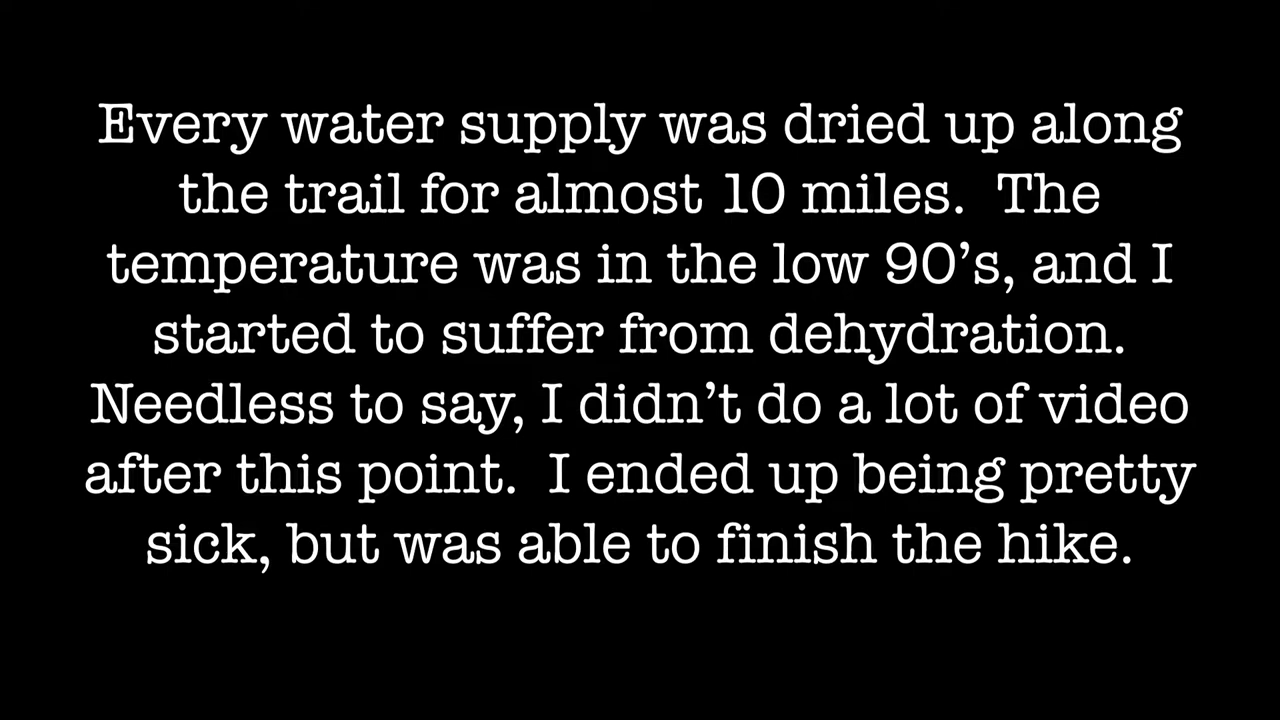 Every water supply was dried up along
the trail for almost 10 miles.  The
temperature was in the low 90’s, and I
started to suffer from dehydration.
Needless to say, I didn’t do a lot of video
after this point.  I ended up being pretty
sick, but was able to finish the hike.